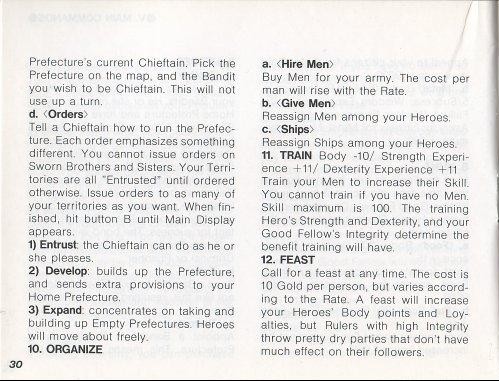 Prefecture's current Chieftain. Pick the
Prefecture on the map, and the Bandit
you wish to be Chieftain. This will not
use up a turn.
d. <Orders>
Tell a Chieftain how to run the Prefec-
ture. Each order emphasizes something
different. You cannot issue orders on
Sworn Brothers and Sisters. Your Terri-
tories are all "Entrusted" until ordered
otherwise. Issue orders to as many of
your territories as you want. When fin-
ished, hit button B until Main Display
appears.
1) Entrust: the Chieftain can do as he or
she pleases.
2) Develop: builds up the Prefecture,
and sends extra provisions to your
Home Prefecture.
3) Expand: concentrates on taking and
building up Empty Prefectures. Heroes
will move about freely.
10. ORGANIZE
30
a. <Hire Men>
Buy Men for your army. The cost per
man will rise with the Rate.
b. <Give Men>
Reassign Men among your Heroes.
c. <Ships>
Reassign Ships among your Heroes.
11. TRAIN Body -10/ Strength Experi-
ence +11/ Dexterity Experience +11
Train your Men to increase their Skill.
You cannot train if you have no Men.
Skill maximum is 100. The training
Hero's Strength and Dexterity, and your
Good Fellow's Integrity determine the
benefit training will have.
12. FEAST
Call for a feast at any time. The cost is
10 Gold per person, but varies accord-
ing to the Rate. A feast will increase
your Heroes' Body points and Loy-
alties, but Rulers with high Integrity
throw pretty dry parties that don't have
much effect on their followers.